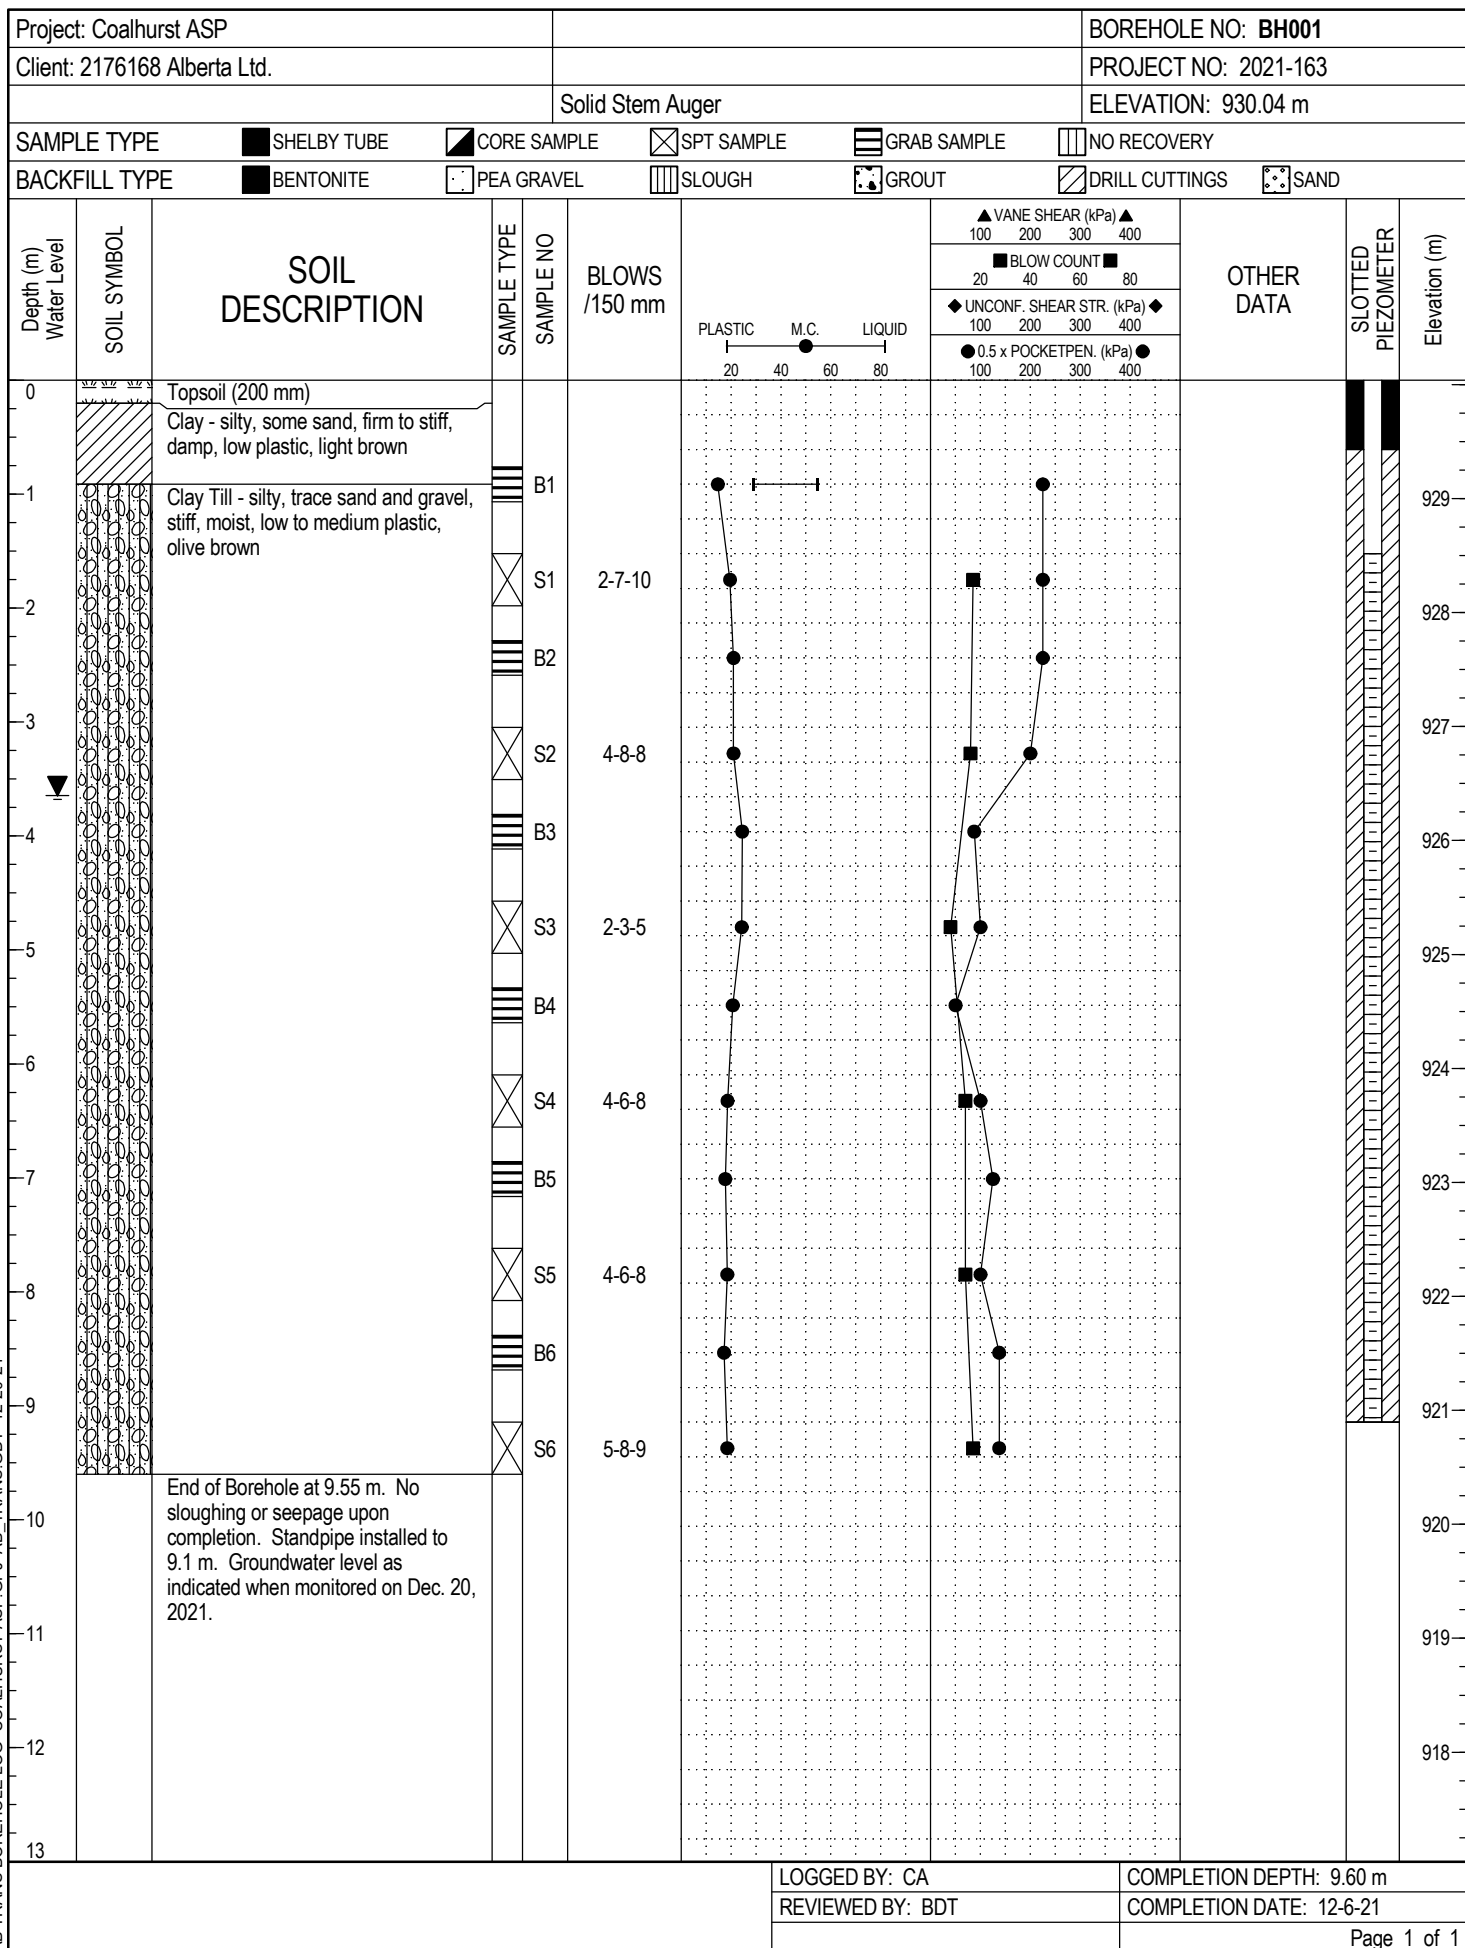 Project: Coalhurst ASP
BOREHOLE NO: BH001
Client: 2176168 Alberta Ltd.
PROJECT NO: 2021-163
Solid Stem Auger
ELEVATION: 930.04 m
SAMPLE TYPE SHELBY TUBE CORE SAMPLE SPT SAMPLE GRAB SAMPLE NO RECOVERY
BACKFILL TYPE BENTONITE PEA GRAVEL SLOUGH GROUT DRILL CUTTINGS SAND
Depth (m)
Water Level
SOIL SYMBOL
SOIL
DESCRIPTION
SAMPLE TYPE
SAMPLE NO
BLOWS
/150 mm
PLASTIC M.C. LIQUID
20 40 60 80
VANE SHEAR (kPa)
100 200 300 400
BLOW COUNT
20 40 60 80
UNCONF. SHEAR STR. (kPa)
100 200 300 400
0.5 x POCKETPEN. (kPa)
100 200 300 400
OTHER
DATA
SLOTTED
PIEZOMETER
Elevation (m)
0
Topsoil (200 mm)
Clay - silty, some sand, firm to stiff,
damp, low plastic, light brown
B1
1
Clay Till - silty, trace sand and gravel,
stiff, moist, low to medium plastic,
olive brown
929
S1 2-7-10
2
928
B2
3
927
S2 4-8-8
B3
4
926
S3 2-3-5
5
925
B4
6
924
S4 4-6-8
B5
7
923
S5 4-6-8
8
922
B6
9
921
S6 5-8-9
End of Borehole at 9.55 m. No
sloughing or seepage upon
completion. Standpipe installed to
9.1 m. Groundwater level as
indicated when monitored on Dec. 20,
2021.
10
920
11
919
12
918
13
LOGGED BY: CA
COMPLETION DEPTH: 9.60 m
REVIEWED BY: BDT
COMPLETION DATE: 12-6-21
Page 1 of 1